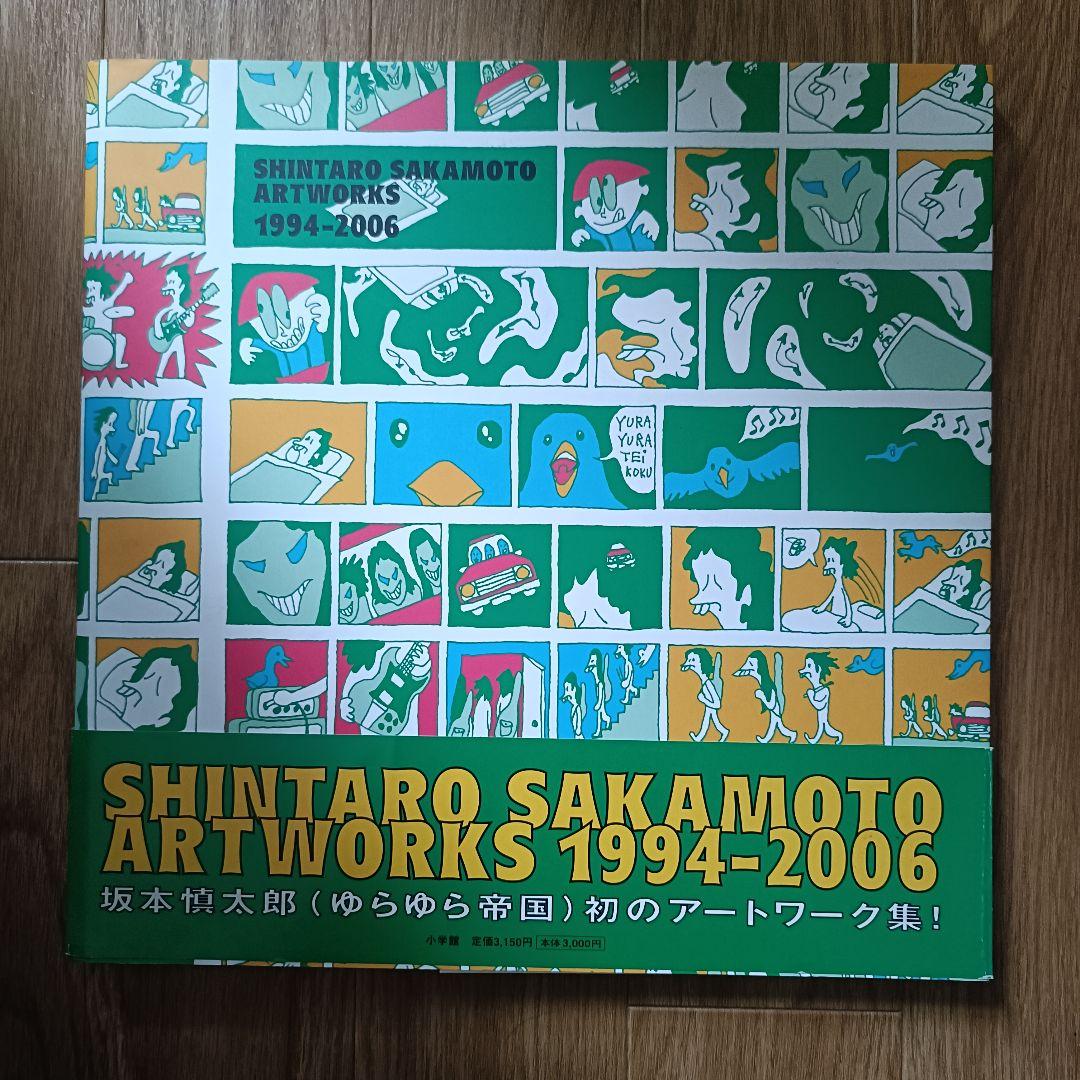 SHINTARO SAKAMOTO
ARTWORKS
1994-2006
YURA
YURA
TEi
KOKU
SHINTARO SAKAMOTO
ARTWORKS 1994-2006
坂本慎太郎(ゆらゆら帝国)初のアートワーク集!
小学館 定価3,150円 本体3,000円